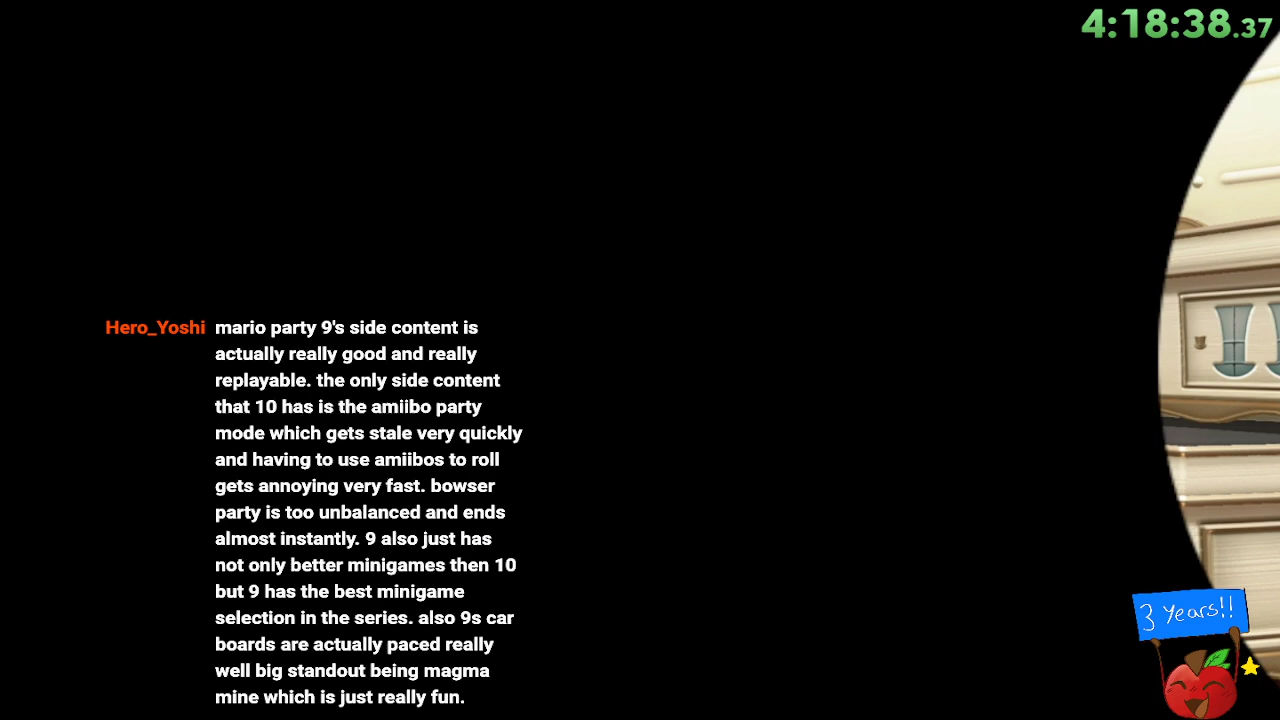 4:18:38.37
Hero_Yoshi mario party 9's side content is
actually really good and really
replayable. the only side content
that 10 has is the amiibo party
mode which gets stale very quickly
and having to use amiibos to roll
gets annoying very fast. bowser
party is too unbalanced and ends
almost instantly. 9 also just has
not only better minigames then 10
but 9 has the best minigame
selection in the series. also 9s car
boards are actually paced really
well big standout being magma
mine which is just really fun.
3 Years!!